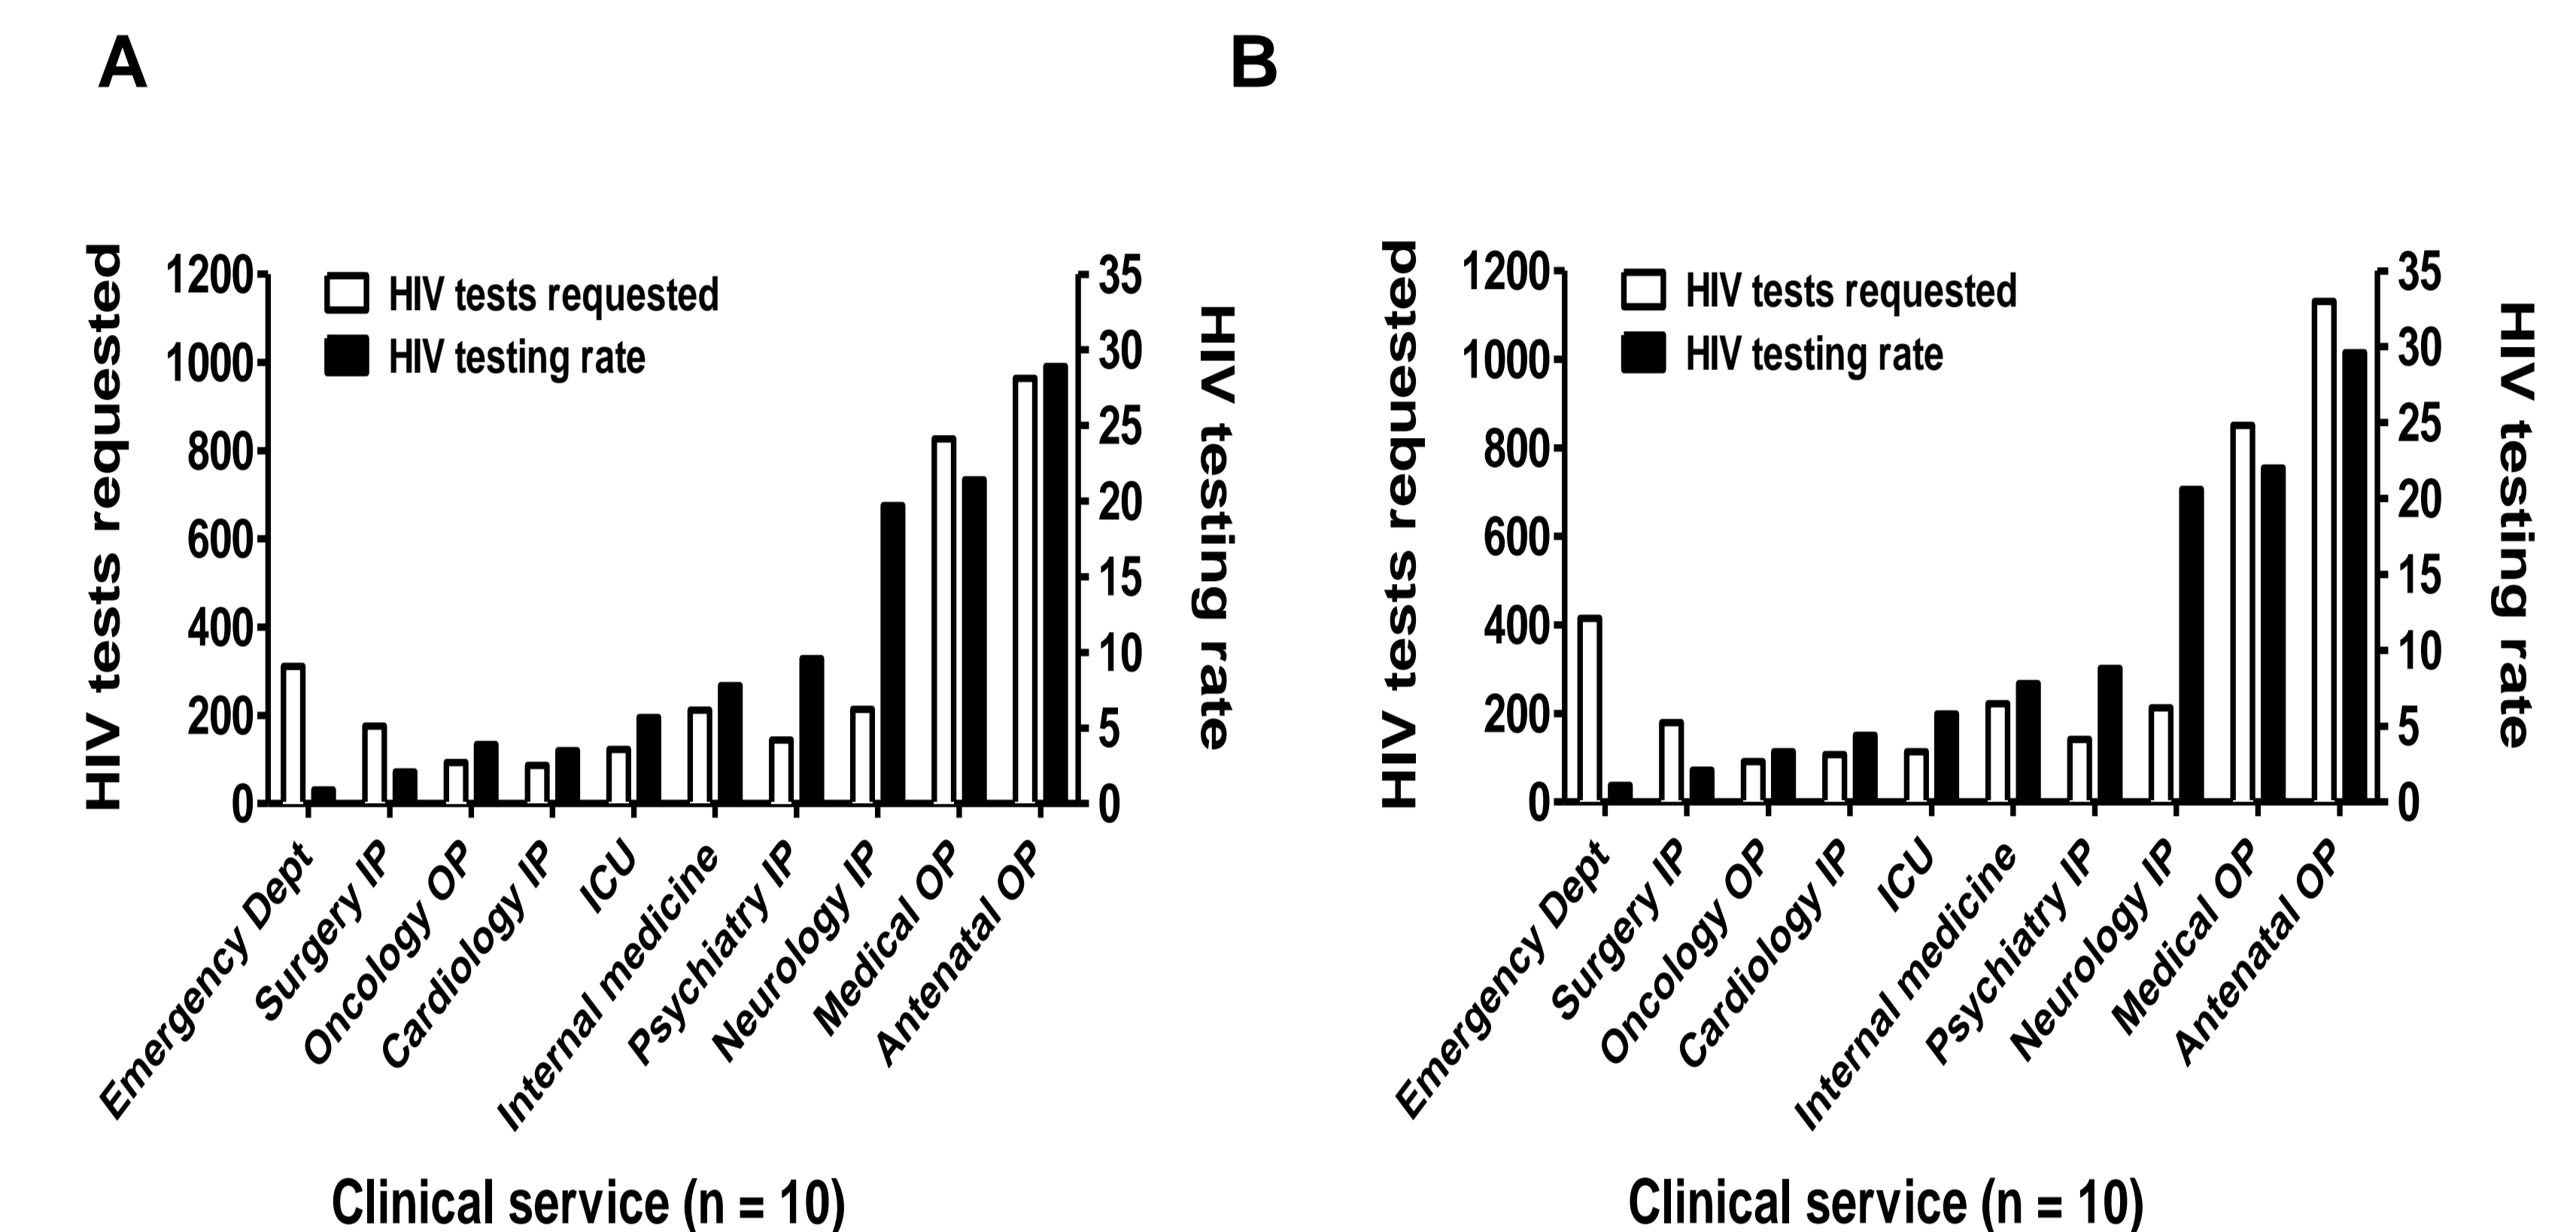 A
HIV tests requested
1200
1000
800
600
400
200
0
HIV tests requested
HIV testing rate
35
30
25
20
15
10
5
0
HIV testing rate
Emergency Dept
Surgery IP
Oncology OP
Cardiology IP
ICU
Internal medicine
Psychiatry IP
Neurology IP
Medical OP
Antenatal OP
Clinical service (n = 10)
B
HIV tests requested
1200
1000
800
600
400
200
0
HIV tests requested
HIV testing rate
35
30
25
20
15
10
5
0
HIV testing rate
Emergency Dept
Surgery IP
Oncology OP
Cardiology IP
ICU
Internal medicine
Psychiatry IP
Neurology IP
Medical OP
Antenatal OP
Clinical service (n = 10)